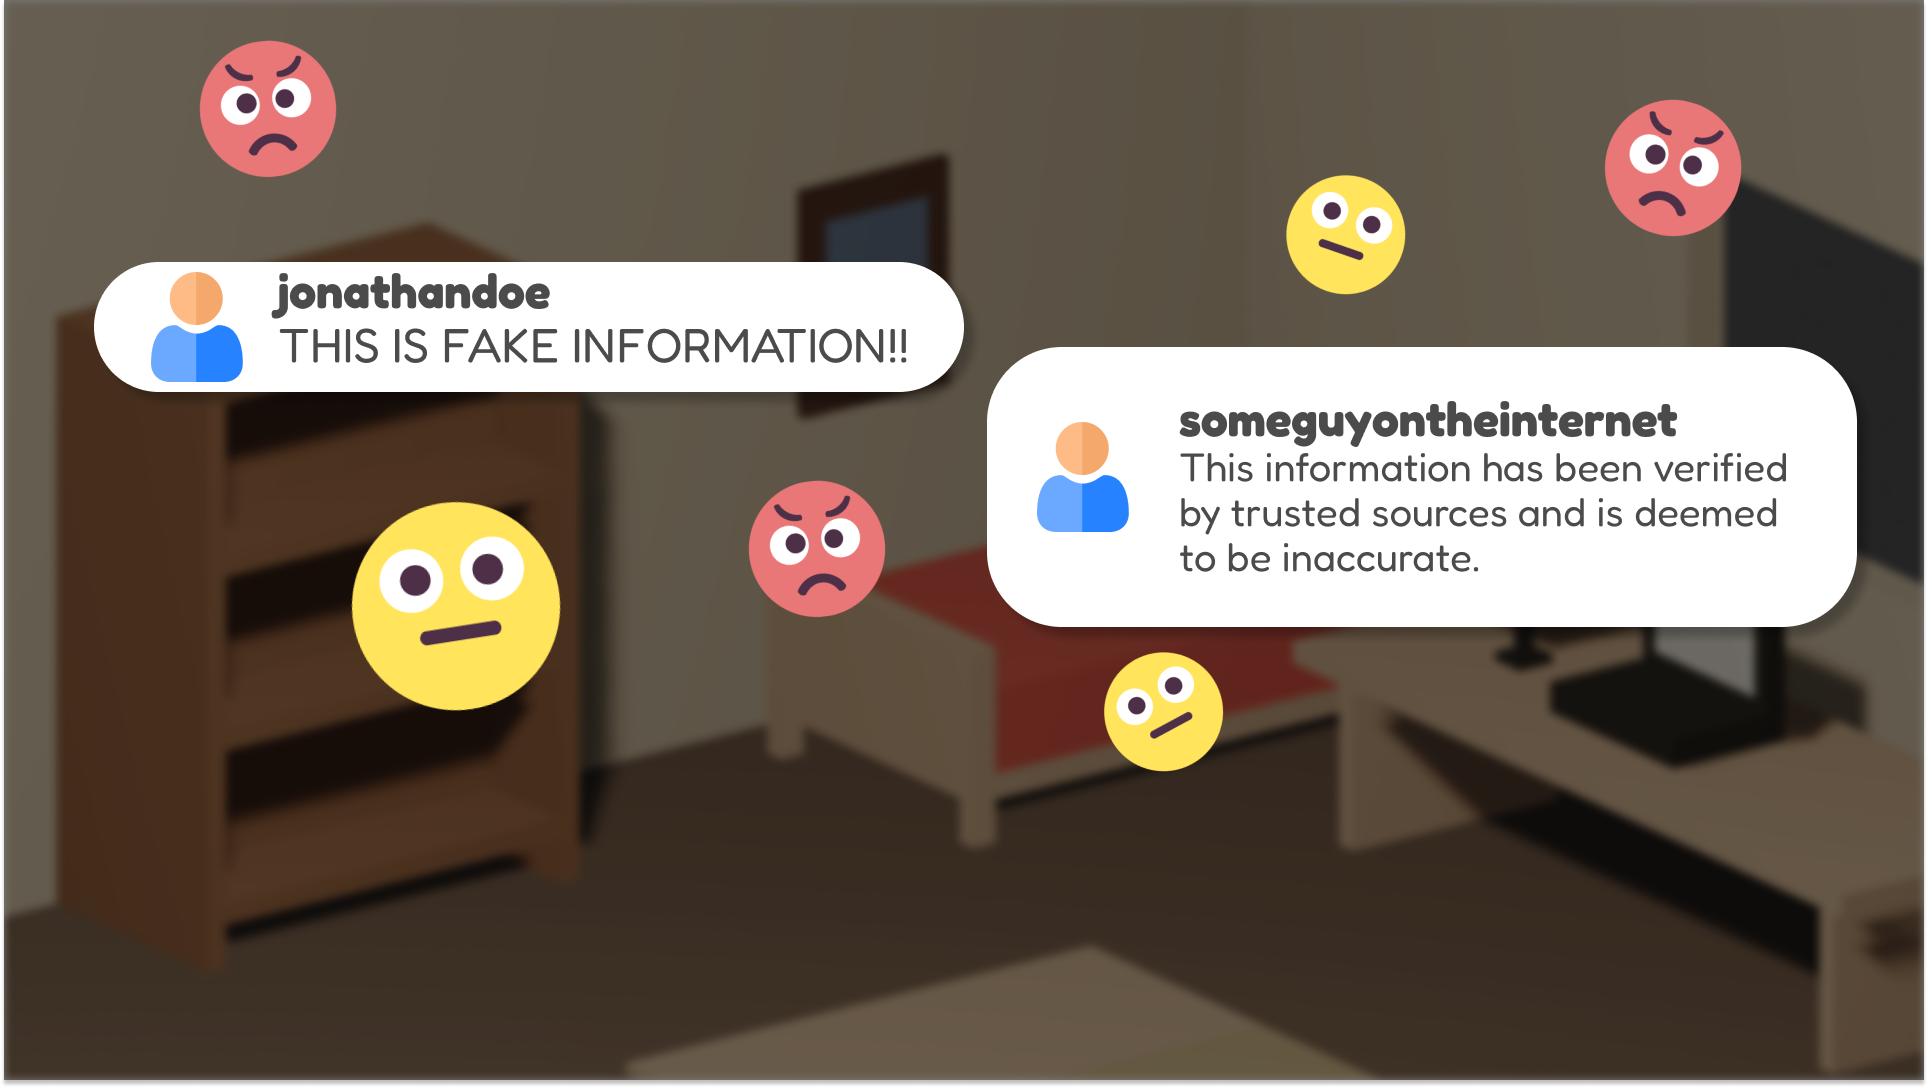 jonathandoe
THIS IS FAKE INFORMATION!!
someguyontheinternet
This information has been verified
by trusted sources and is deemed
to be inaccurate.